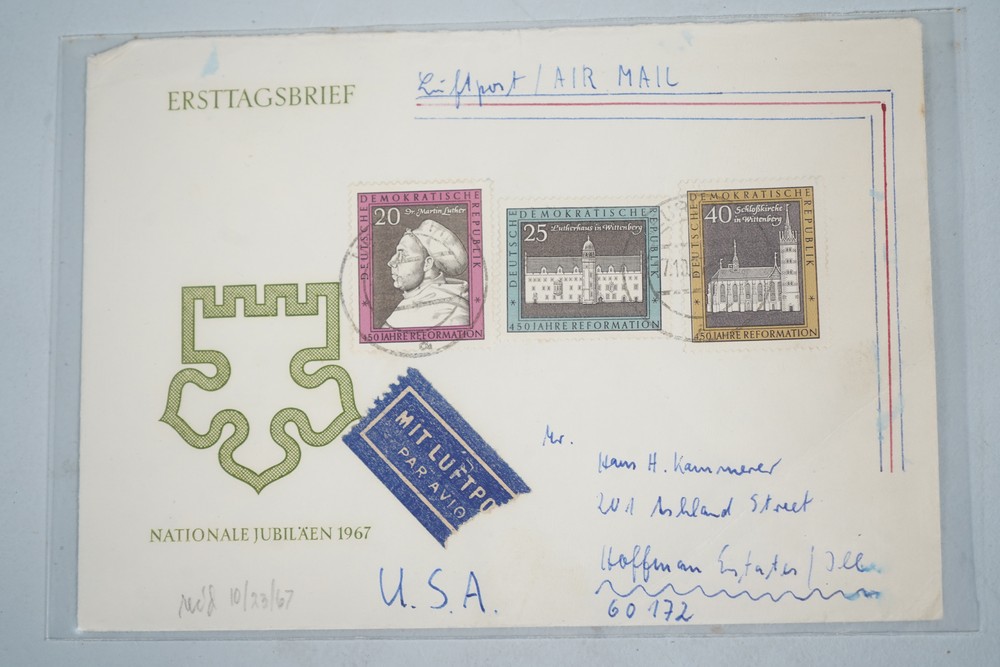 ERSTTAGSBRIEF
Luftpost / AIR MAIL
DEUTSCHE DEMOKRATISCHE REPUBLIK
20 Dr. Martin Luther
450 JAHRE REFORMATION
DEUTSCHE DEMOKRATISCHE REPUBLIK
25 Lutherhaus in Wittenberg
450 JAHRE REFORMATION
DEUTSCHE DEMOKRATISCHE REPUBLIK
40 Schloßkirche
in Wittenberg
450 JAHRE REFORMATION
MIT LUFTPO
PAR AVIO
Mr.
Hans H. Kammerer
201 Ashland Street
Hoffman Estates / Ill
60172
U.S.A.
NATIONALE JUBILÄEN 1967
rec'd 10/23/67